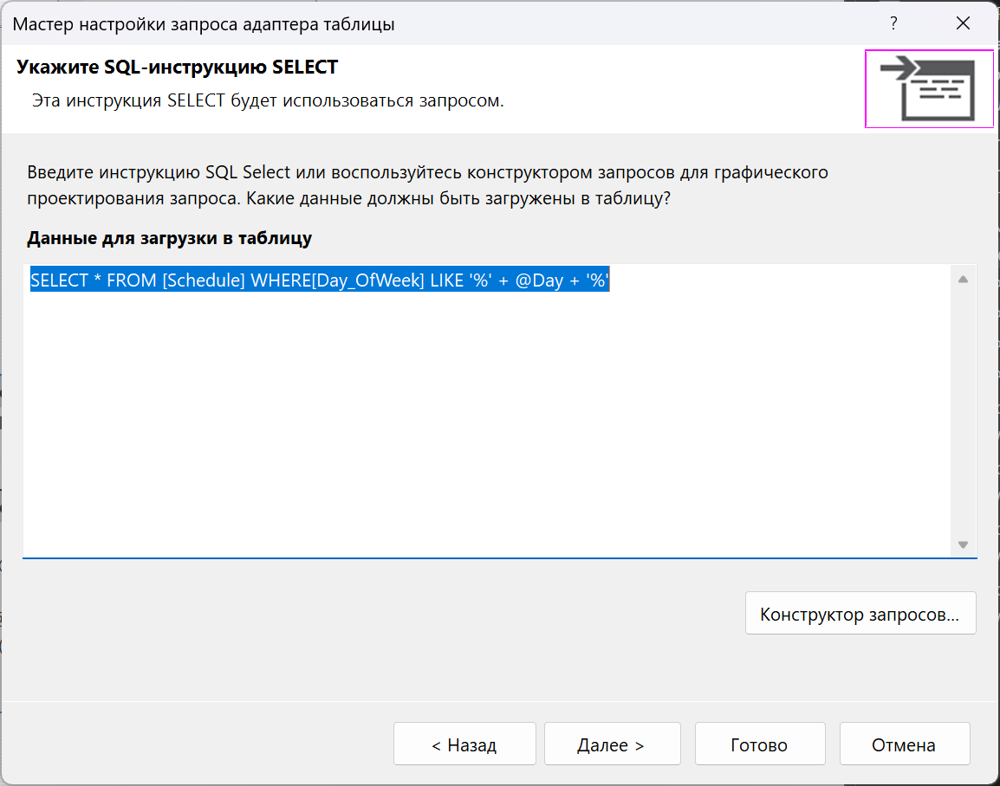 Мастер настройки запроса адаптера таблицы
?
Укажите SQL-инструкцию SELECT
Эта инструкция SELECT будет использоваться запросом.
Введите инструкцию SQL Select или воспользуйтесь конструктором запросов для графического
проектирования запроса. Какие данные должны быть загружены в таблицу?
Данные для загрузки в таблицу
SELECT * FROM [Schedule] WHERE[Day_OfWeek] LIKE '%' + @Day + '%'
Конструктор запросов...
< Назад
Далее >
Готово
Отмена